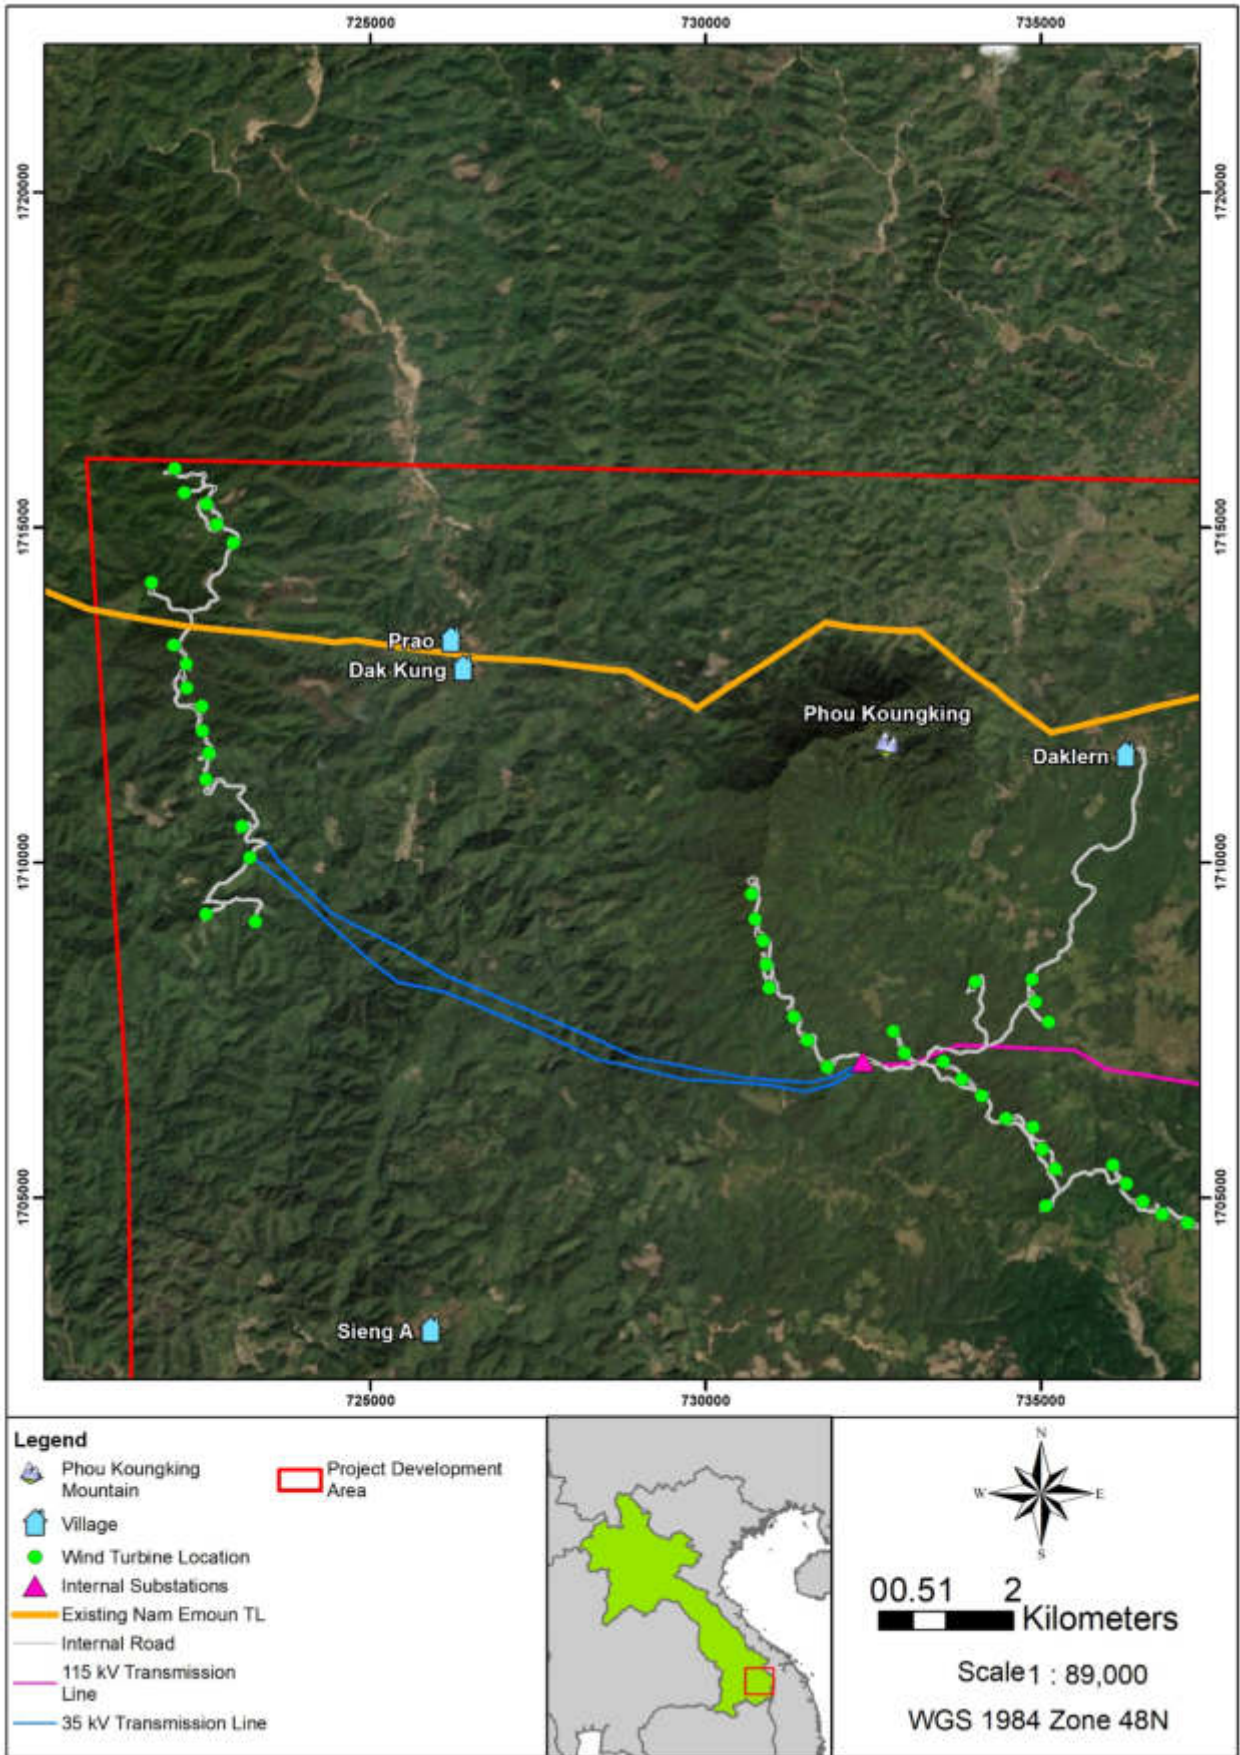 725000 730000 735000
1720000 1720000
1715000 1715000
Prao
Dak Kung
Phou Koungking
Daklern
1710000 1710000
1705000 1705000
Sieng A
725000 730000 735000
Legend
Phou Koungking
Mountain
Project Development
Area
Village
Wind Turbine Location
Internal Substations
Existing Nam Emoun TL
Internal Road
115 kV Transmission
Line
35 kV Transmission Line
N
W E
S
00.51 2
Kilometers
Scale 1 : 89,000
WGS 1984 Zone 48N